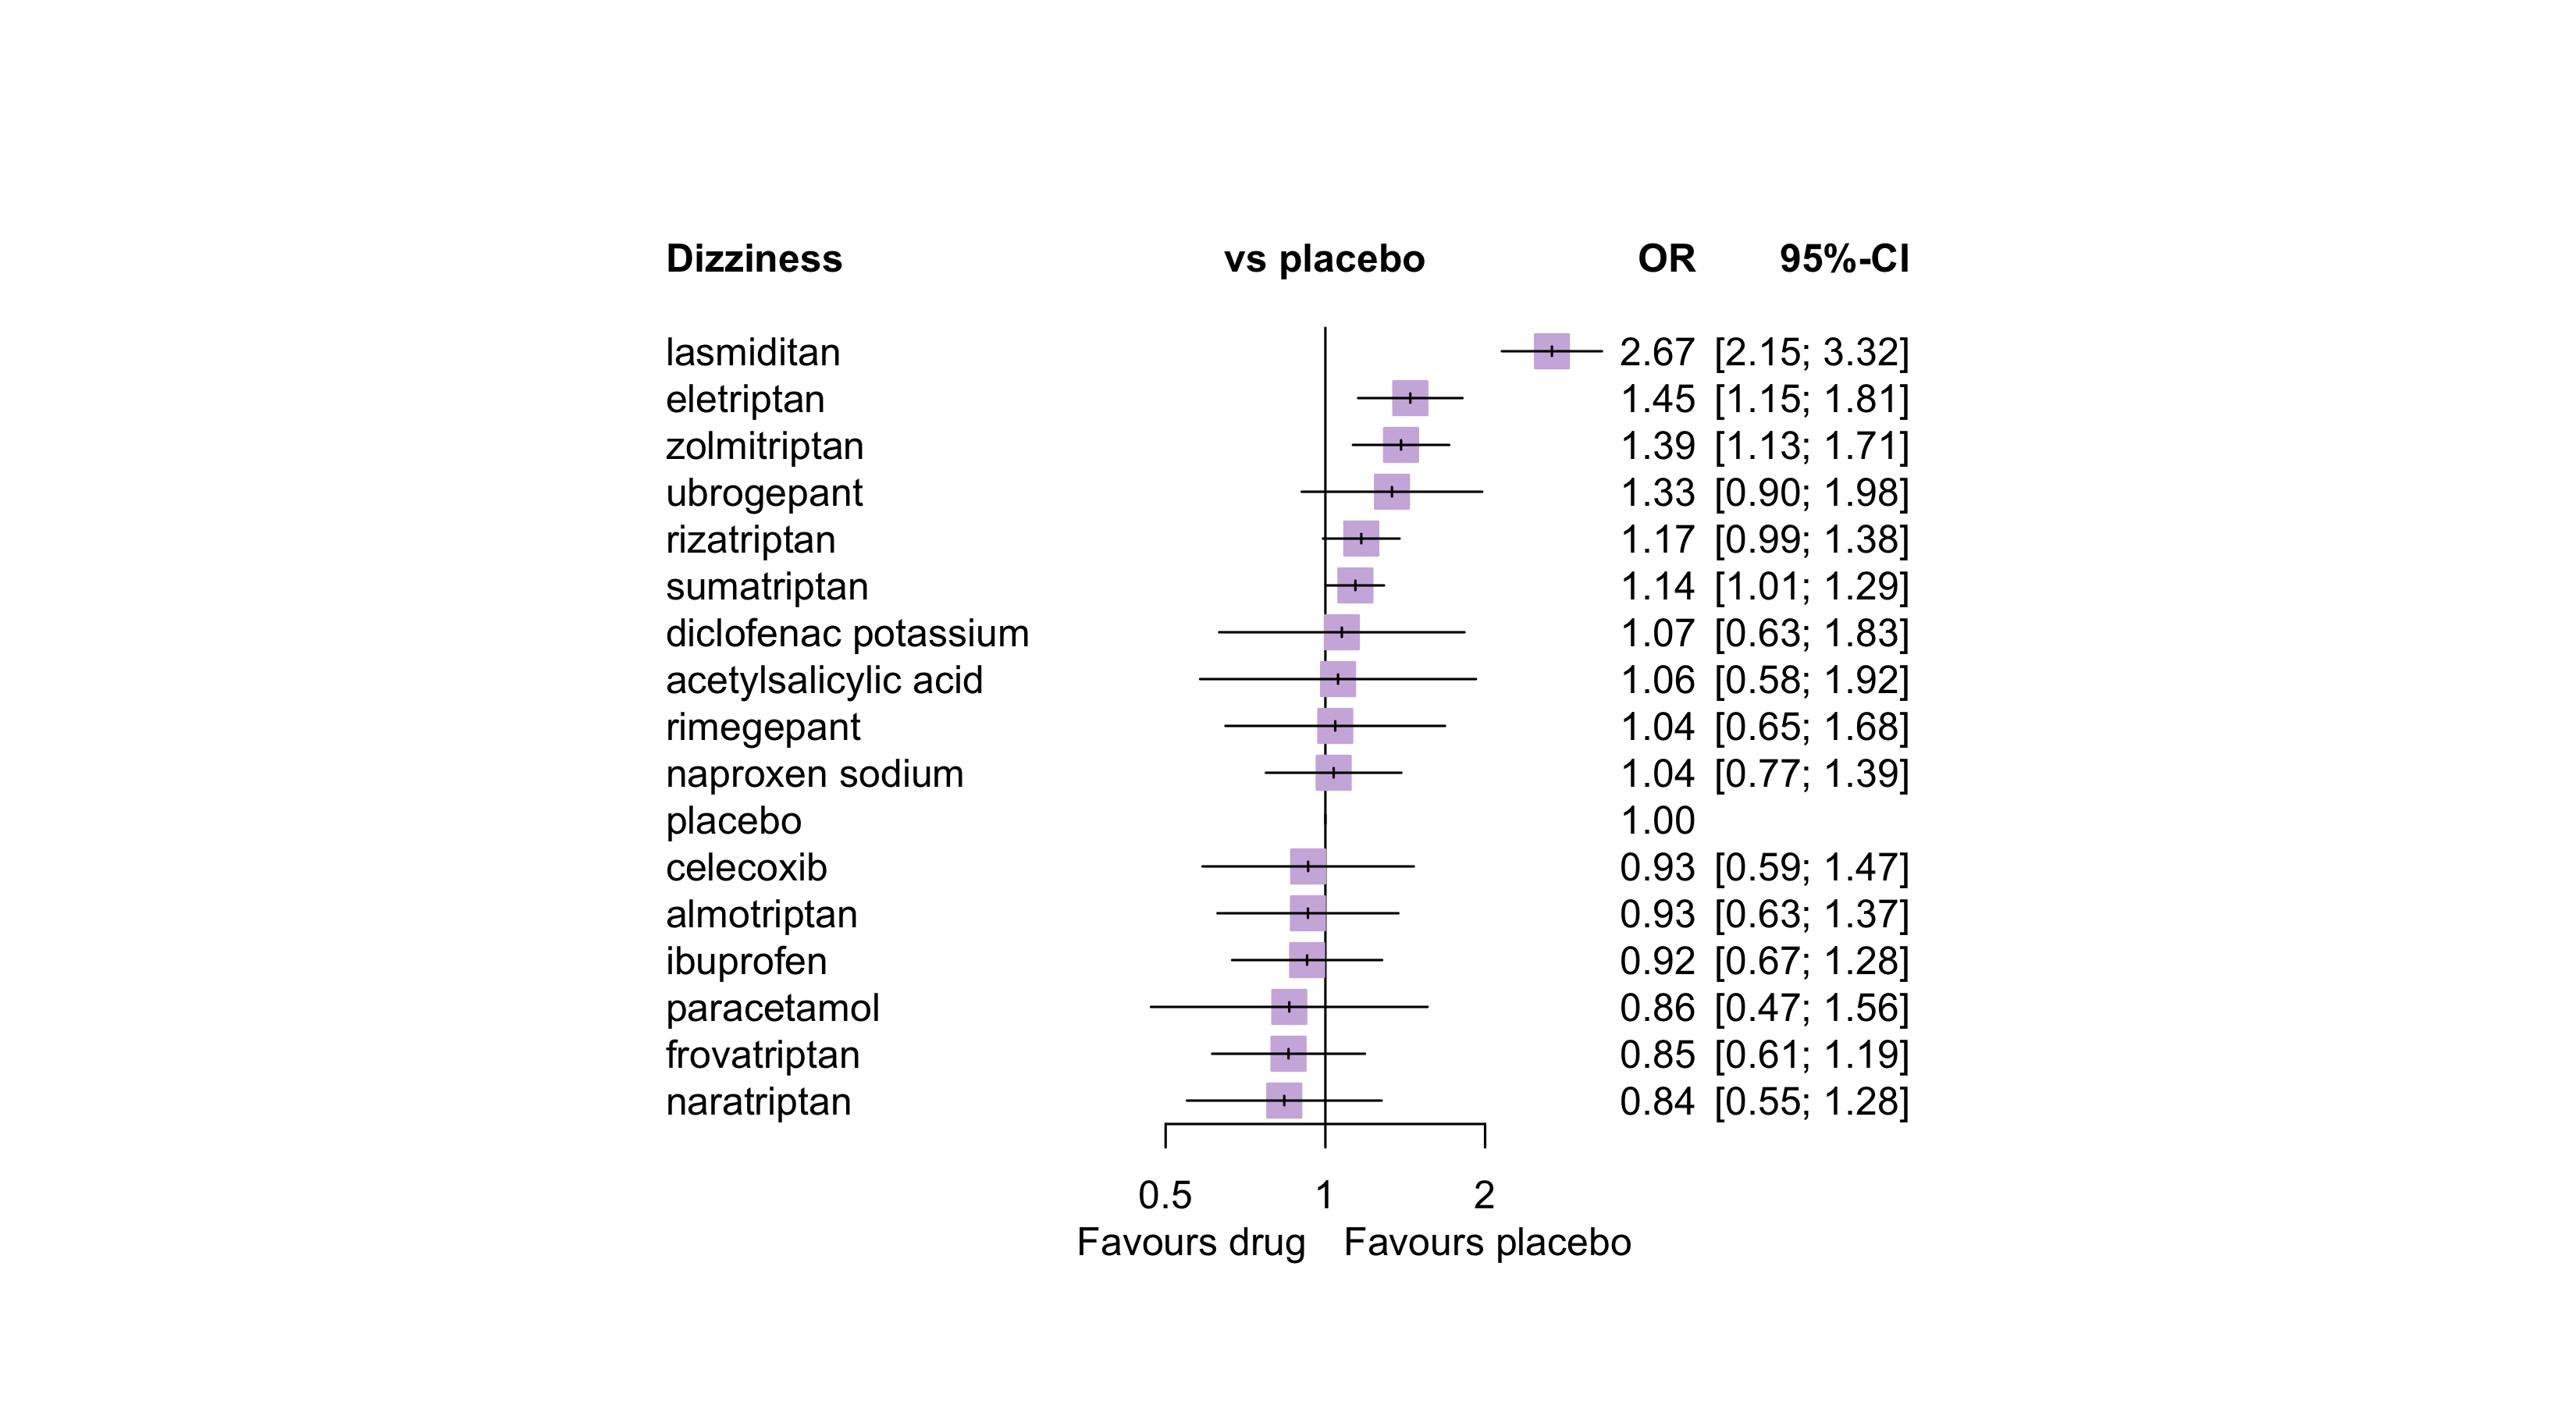 Dizziness vs placebo OR 95%-CI
lasmiditan 2.67 [2.15; 3.32]
eletriptan 1.45 [1.15; 1.81]
zolmitriptan 1.39 [1.13; 1.71]
ubrogepant 1.33 [0.90; 1.98]
rizatriptan 1.17 [0.99; 1.38]
sumatriptan 1.14 [1.01; 1.29]
diclofenac potassium 1.07 [0.63; 1.83]
acetylsalicylic acid 1.06 [0.58; 1.92]
rimegepant 1.04 [0.65; 1.68]
naproxen sodium 1.04 [0.77; 1.39]
placebo 1.00
celecoxib 0.93 [0.59; 1.47]
almotriptan 0.93 [0.63; 1.37]
ibuprofen 0.92 [0.67; 1.28]
paracetamol 0.86 [0.47; 1.56]
frovatriptan 0.85 [0.61; 1.19]
naratriptan 0.84 [0.55; 1.28]
0.5 1 2
Favours drug Favours placebo